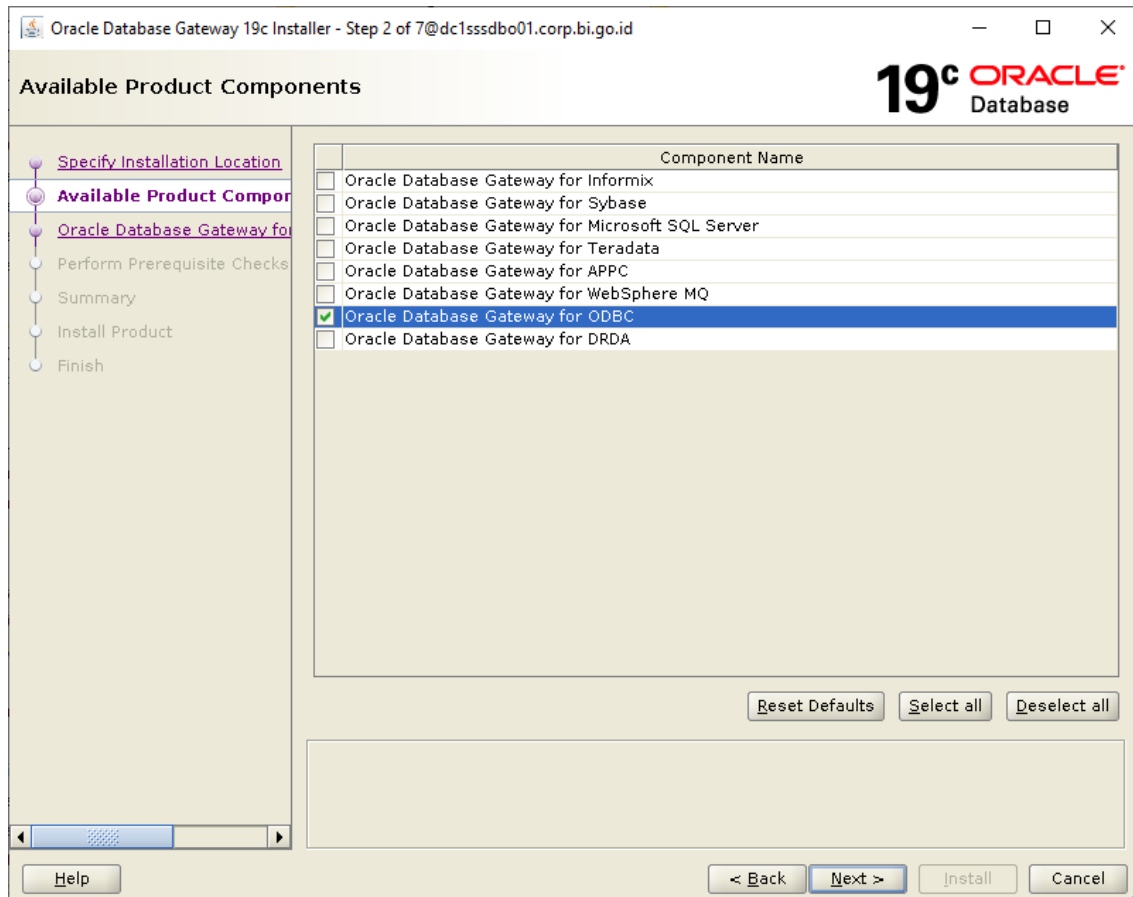 Oracle Database Gateway 19c Installer - Step 2 of 7@dc1sssdbo01.corp.bi.go.id
Available Product Components
19c ORACLE
Database
Specify Installation Location
Available Product Compor
Oracle Database Gateway for
Perform Prerequisite Checks
Summary
Install Product
Finish
Component Name
Oracle Database Gateway for Informix
Oracle Database Gateway for Sybase
Oracle Database Gateway for Microsoft SQL Server
Oracle Database Gateway for Teradata
Oracle Database Gateway for APPC
Oracle Database Gateway for WebSphere MQ
Oracle Database Gateway for ODBC
Oracle Database Gateway for DRDA
Reset Defaults
Select all
Deselect all
Help
< Back
Next >
Install
Cancel